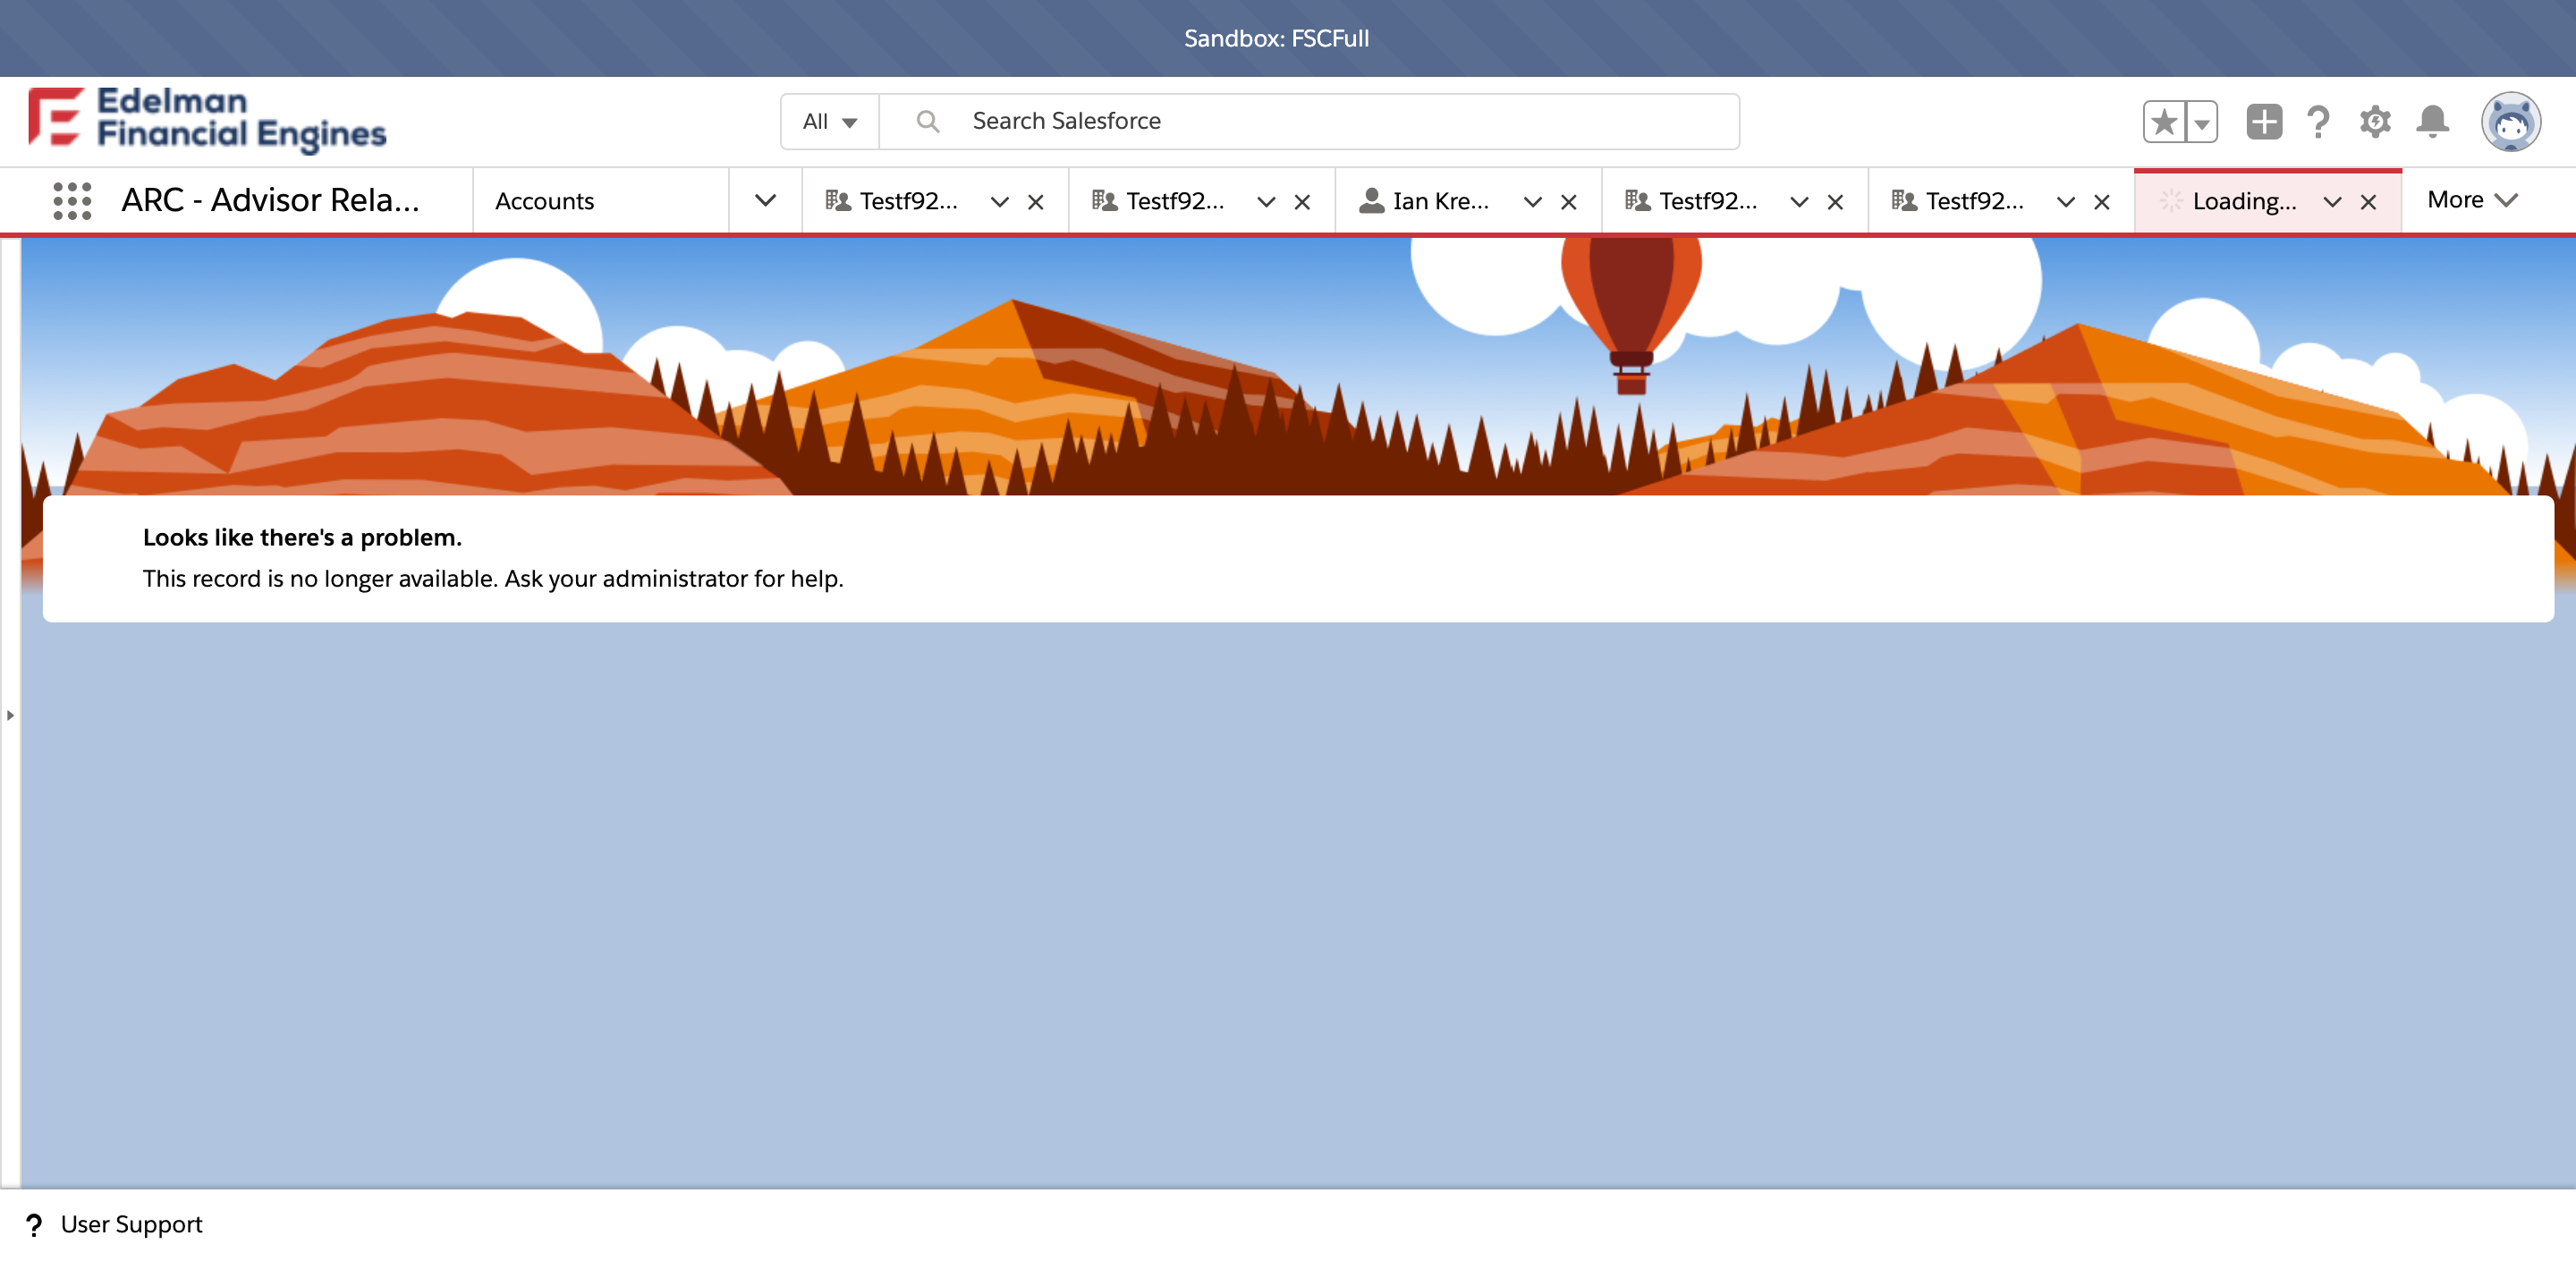 Sandbox: FSCFull
Edelman
Financial Engines
All
Search Salesforce
ARC - Advisor Rela...
Accounts
Testf92...
Testf92...
Ian Kre...
Testf92...
Testf92...
Loading...
More
Looks like there's a problem.
This record is no longer available. Ask your administrator for help.
? User Support